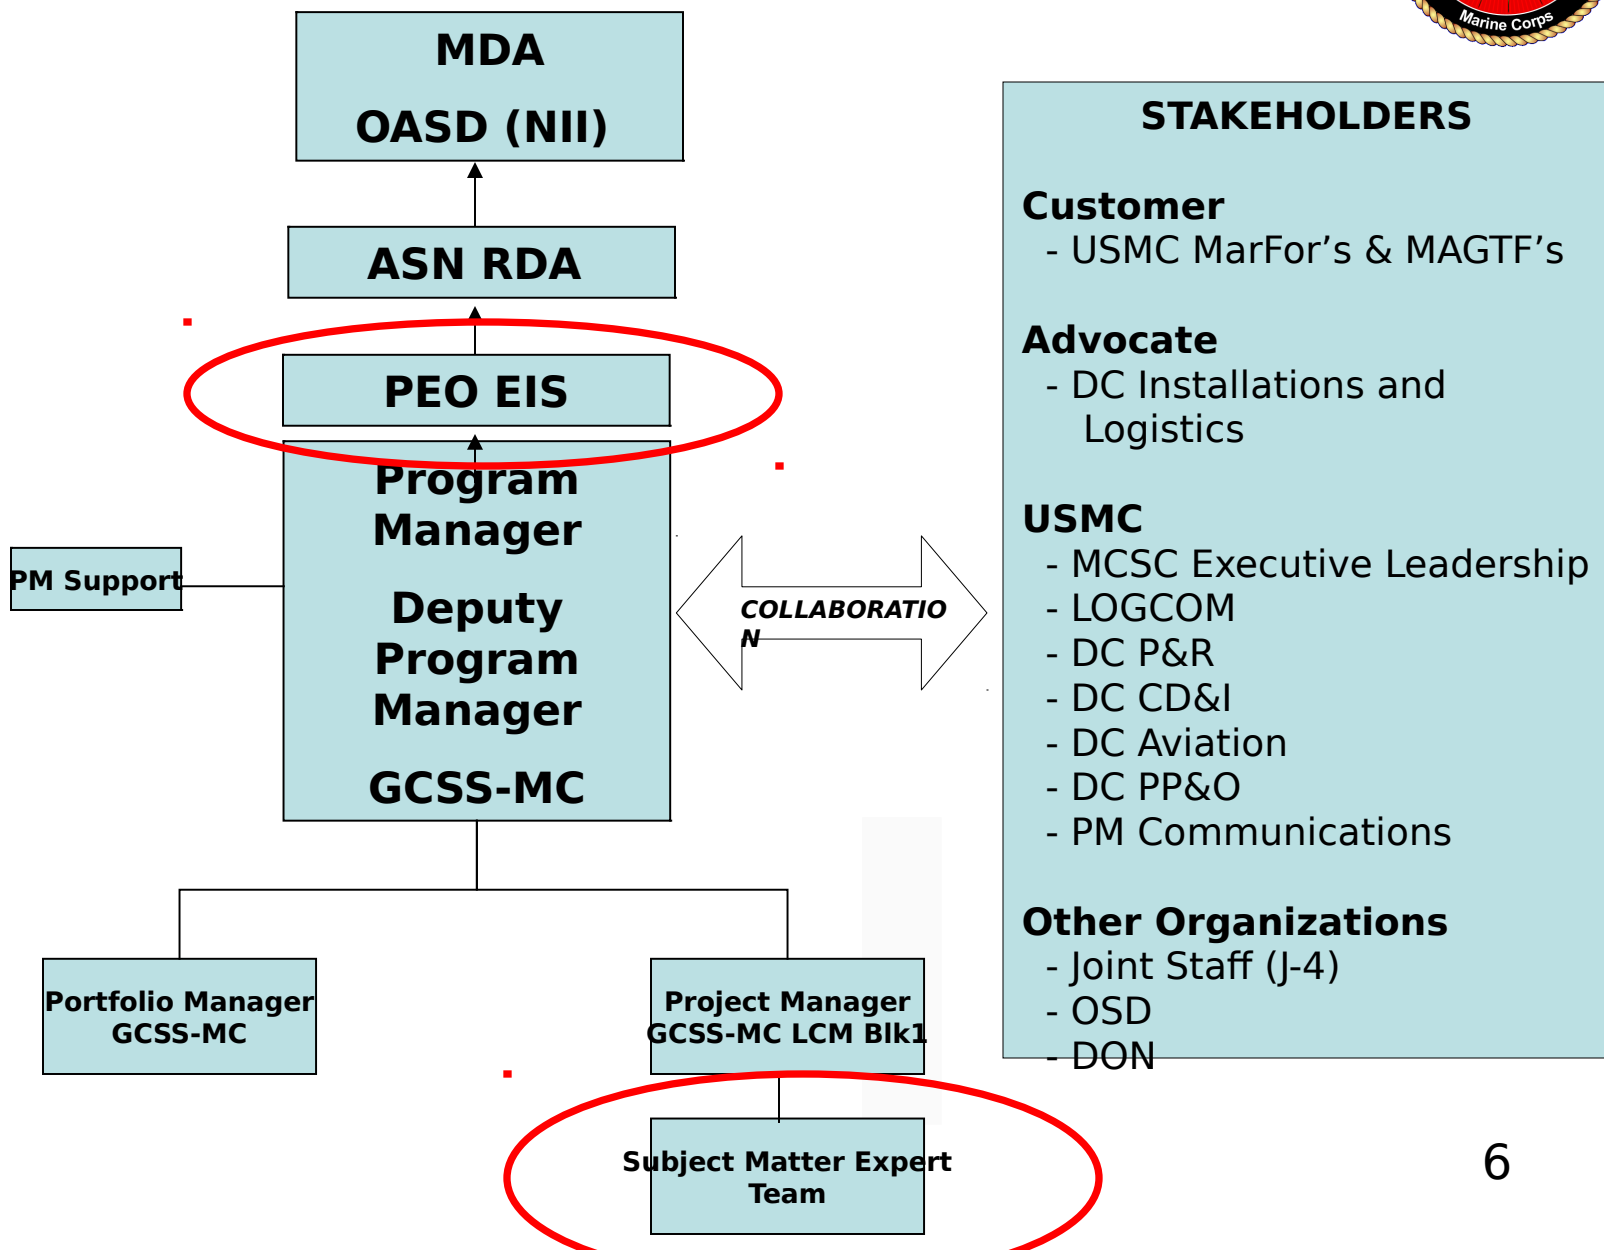 Marine Corps
MDA
OASD (NII)
ASN RDA
PEO EIS
Program
Manager
Deputy
Program
Manager
GCSS-MC
PM Support
COLLABORATIO
N
Portfolio Manager
GCSS-MC
Project Manager
GCSS-MC LCM Blk1
Subject Matter Expert
Team
STAKEHOLDERS
Customer
- USMC MarFor’s & MAGTF’s
Advocate
- DC Installations and
Logistics
USMC
- MCSC Executive Leadership
- LOGCOM
- DC P&R
- DC CD&I
- DC Aviation
- DC PP&O
- PM Communications
Other Organizations
- Joint Staff (J-4)
- OSD
- DON
6